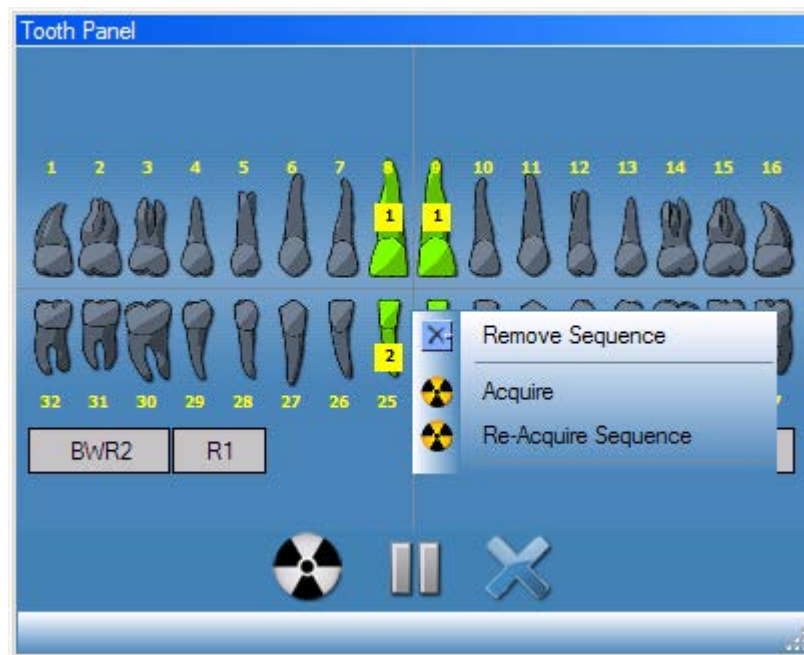 Tooth Panel
1 2 3 4 5 6 7 8 9 10 11 12 13 14 15 16
1 1
2
32 31 30 29 28 27 26 25
Remove Sequence
Acquire
Re-Acquire Sequence
BWR2 R1